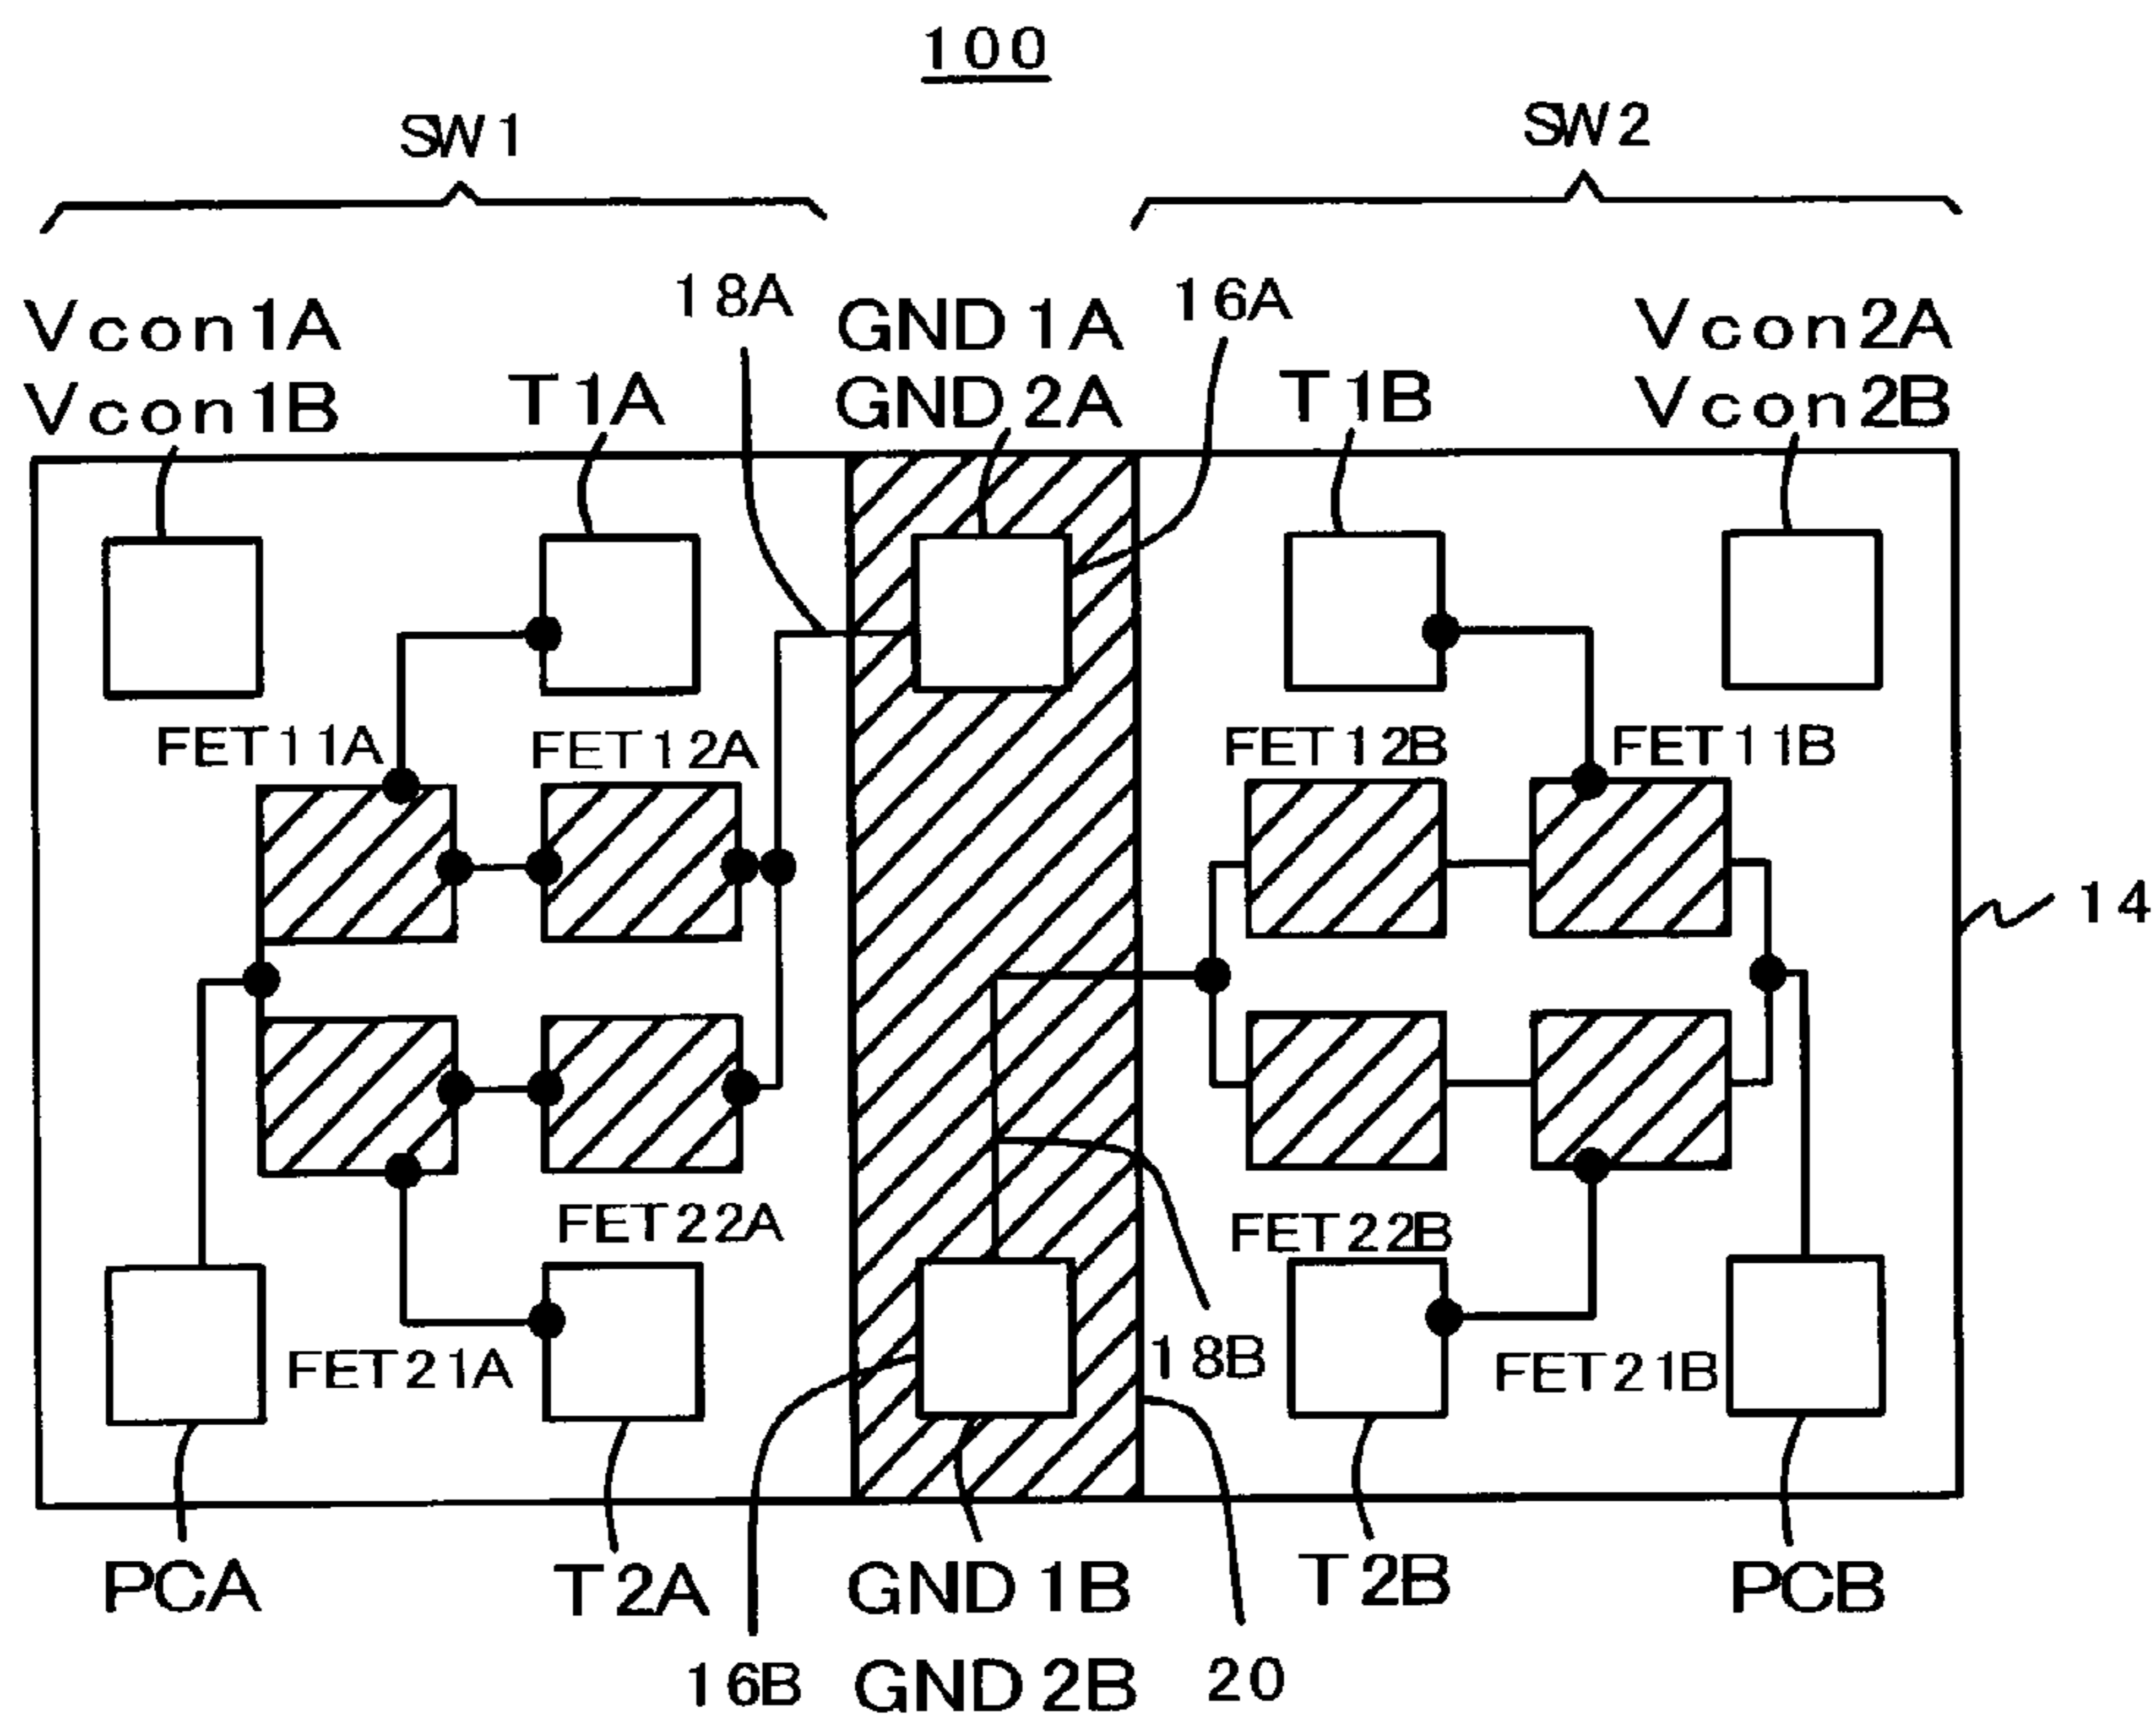 100
SW1
SW2
18A
16A
Vcon1A
Vcon1B
T1A
GND1A
GND2A
T1B
Vcon2A
Vcon2B
FET11A
FET12A
FET12B
FET11B
14
FET22A
FET22B
FET21A
18B
FET21B
PCA
T2A
GND1B
GND2B
T2B
PCB
16B
20